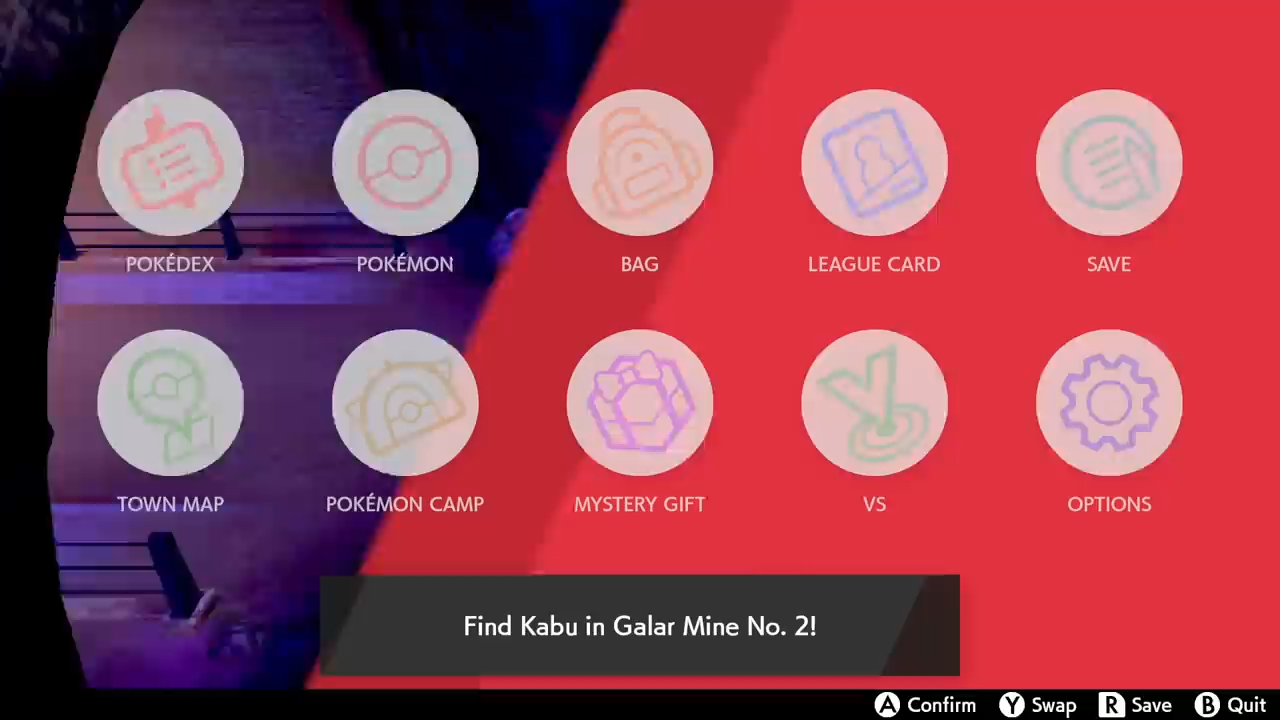 POKÉDEX
POKÉMON
BAG
LEAGUE CARD
SAVE
TOWN MAP
POKÉMON CAMP
MYSTERY GIFT
VS
OPTIONS
Find Kabu in Galar Mine No. 2!
A Confirm Y Swap R Save B Quit